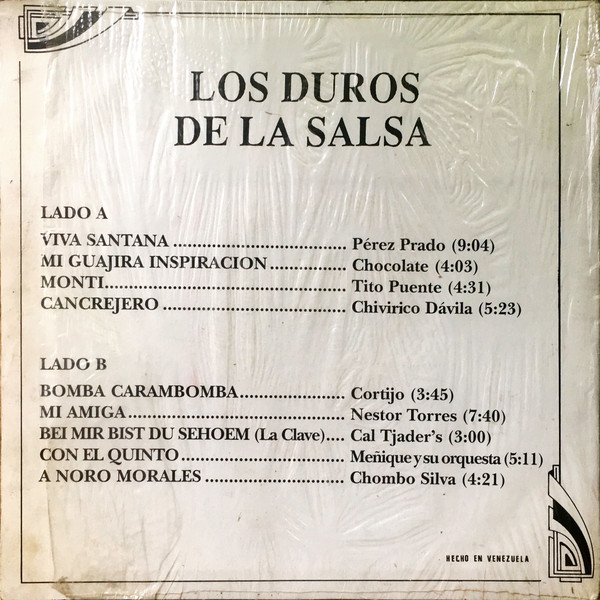 LOS DUROS
DE LA SALSA
LADO A
VIVA SANTANA .................................... Pérez Prado (9:04)
MI GUAJIRA INSPIRACION ................ Chocolate (4:03)
MONTI.................................................. Tito Puente (4:31)
CANCREJERO ...................................... Chivirico Dávila (5:23)
LADO B
BOMBA CARAMBOMBA...................... Cortijo (3:45)
MI AMIGA ............................................. Nestor Torres (7:40)
BEI MIR BIST DU SEHOEM (La Clave).... Cal Tjader's (3:00)
CON EL QUINTO .................................. Meñique y su orquesta (5:11)
A NORO MORALES ............................. Chombo Silva (4:21)
HECHO EN VENEZUELA